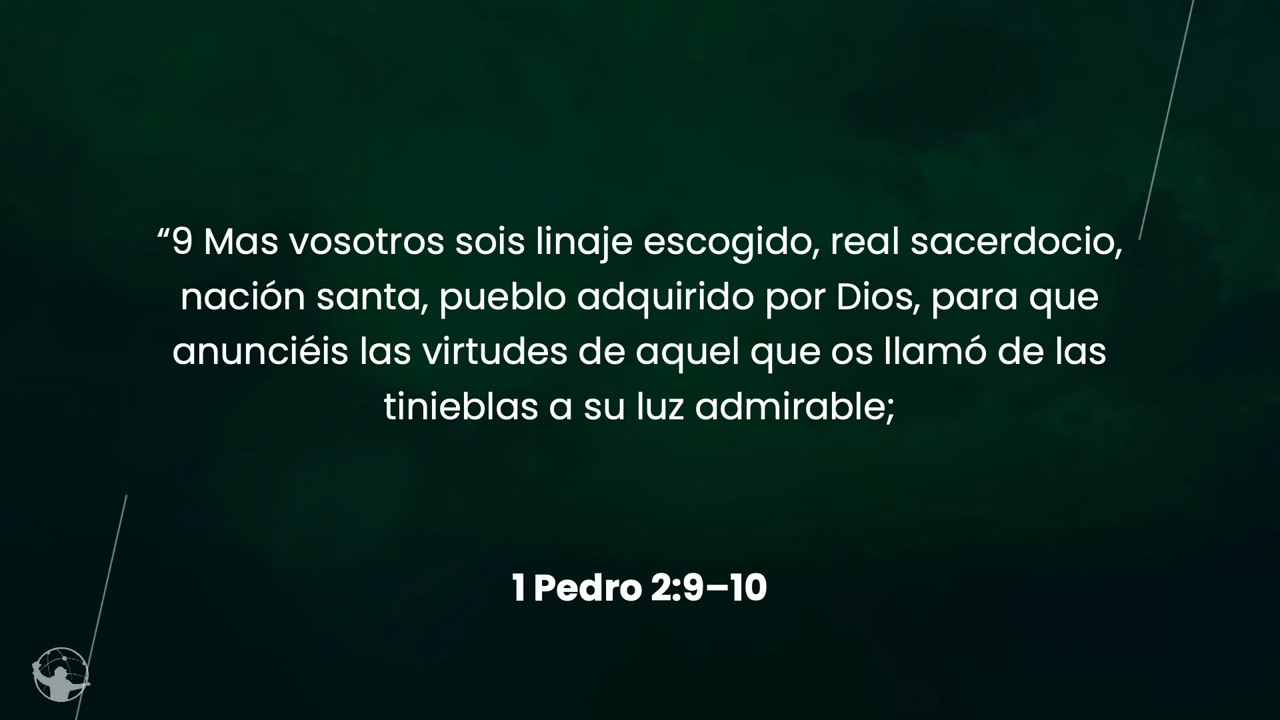 “9 Mas vosotros sois linaje escogido, real sacerdocio,
nación santa, pueblo adquirido por Dios, para que
anunciéis las virtudes de aquel que os llamó de las
tinieblas a su luz admirable;
1 Pedro 2:9–10